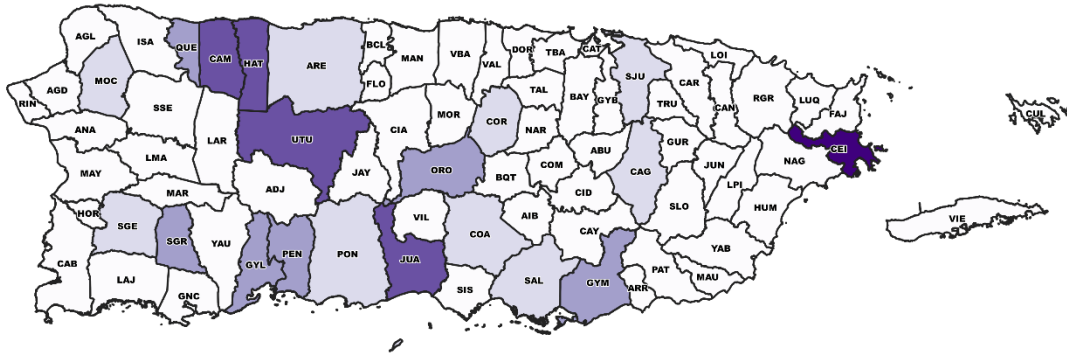 AGL ISA QUE CAM HAT ARE BCL MAN VBA VAL DOR TBA CAT SJU CAR LOI
MOC FLO TAL BAY GYB TRU CAN RGR LUQ FAJ CUL
RIN AGD SSE ANA LAR UTU CIA MOR COR NAR ABU GUR CEI
MAY LMA ADJ JAY ORO BQT COM CAG JUN NAG
MAR CID LPI
HOR SGE SGR YAU GYL PEN PON JUA VIL COA AIB CAY SLO HUM VIE
CAB LAJ GNC SIS SAL GYM ARR PAT MAU YAB